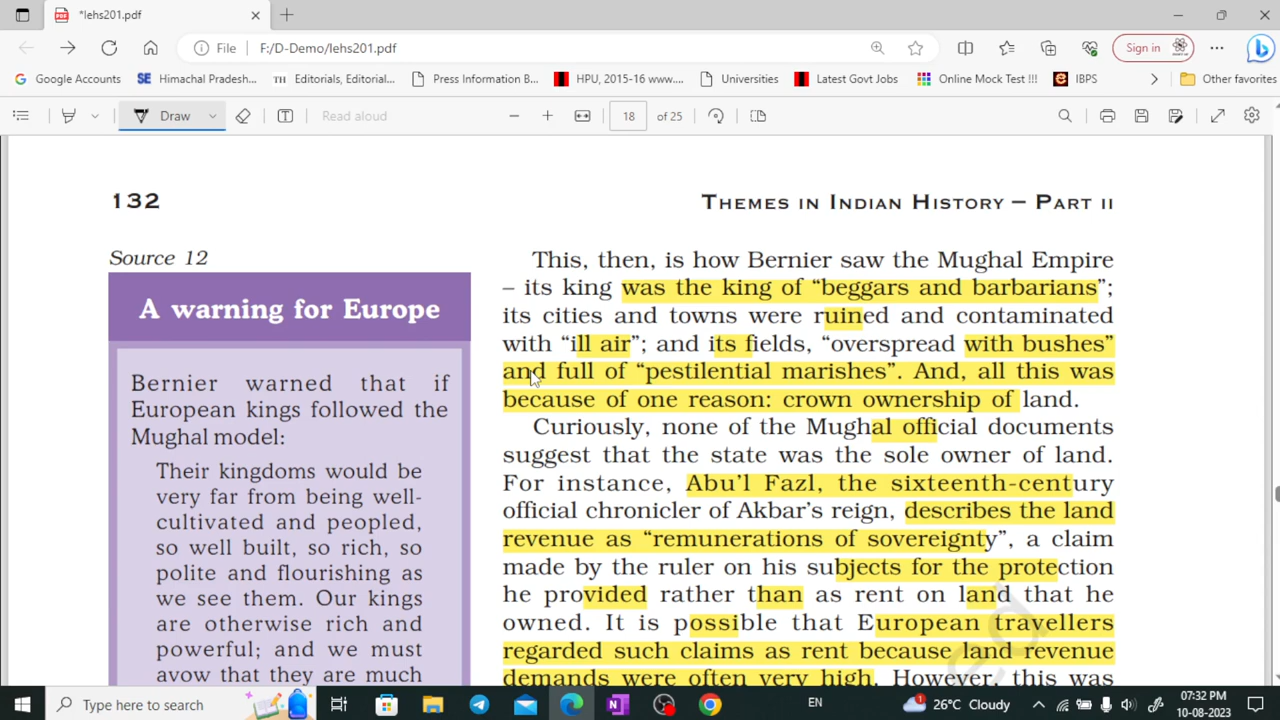 *lehs201.pdf
File F:/D-Demo/lehs201.pdf
Sign in
Google Accounts
SE Himachal Pradesh...
TH Editorials, Editorial...
Press Information B...
HPU, 2015-16 www....
Universities
Latest Govt Jobs
Online Mock Test !!!
IBPS
Other favorites
Draw
Read aloud
18 of 25
132
THEMES IN INDIAN HISTORY – PART II
Source 12
A warning for Europe
Bernier warned that if
European kings followed the
Mughal model:
Their kingdoms would be
very far from being well-
cultivated and peopled,
so well built, so rich, so
polite and flourishing as
we see them. Our kings
are otherwise rich and
powerful; and we must
avow that they are much
This, then, is how Bernier saw the Mughal Empire
– its king was the king of “beggars and barbarians”;
its cities and towns were ruined and contaminated
with “ill air”; and its fields, “overspread with bushes”
and full of “pestilential marishes”. And, all this was
because of one reason: crown ownership of land.
Curiously, none of the Mughal official documents
suggest that the state was the sole owner of land.
For instance, Abu’l Fazl, the sixteenth-century
official chronicler of Akbar’s reign, describes the land
revenue as “remunerations of sovereignty”, a claim
made by the ruler on his subjects for the protection
he provided rather than as rent on land that he
owned. It is possible that European travellers
regarded such claims as rent because land revenue
demands were often very high. However, this was
ed
Type here to search
EN
1
26°C Cloudy
07:32 PM
10-08-2023